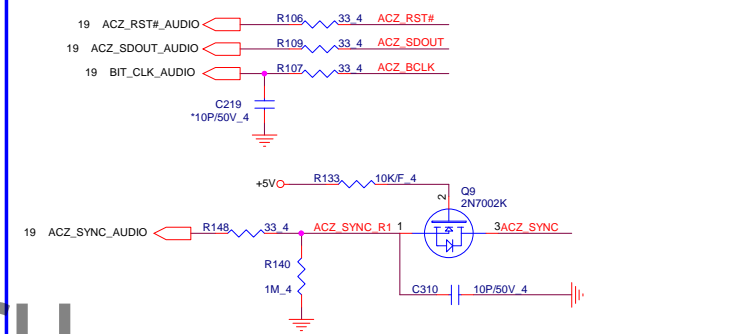 19 ACZ_RST#_AUDIO R106 33_4 ACZ_RST#
19 ACZ_SDOUT_AUDIO R109 33_4 ACZ_SDOUT
19 BIT_CLK_AUDIO R107 33_4 ACZ_BCLK
C219
*10P/50V_4
+5V R133 10K/F_4
Q9
2N7002K
2
19 ACZ_SYNC_AUDIO R148 33_4 ACZ_SYNC_R1 1 3 ACZ_SYNC
R140
1M_4
C310 10P/50V_4